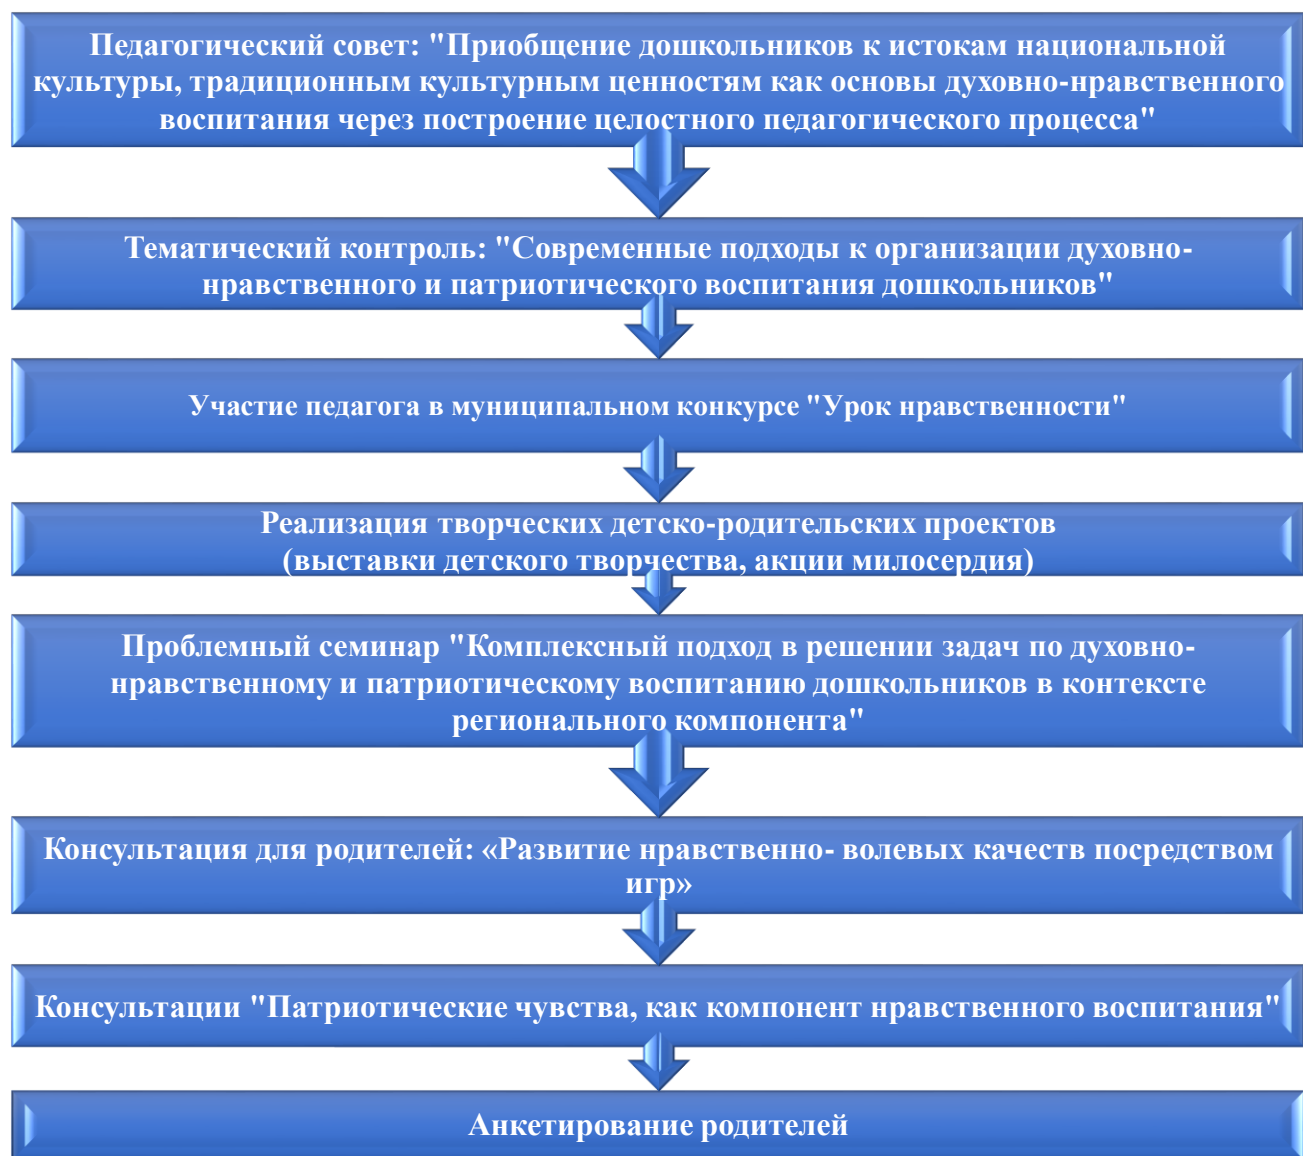 Педагогический совет: "Приобщение дошкольников к истокам национальной
культуры, традиционным культурным ценностям как основы духовно-нравственного
воспитания через построение целостного педагогического процесса"
Тематический контроль: "Современные подходы к организации духовно-
нравственного и патриотического воспитания дошкольников"
Участие педагога в муниципальном конкурсе "Урок нравственности"
Реализация творческих детско-родительских проектов
(выставки детского творчества, акции милосердия)
Проблемный семинар "Комплексный подход в решении задач по духовно-
нравственному и патриотическому воспитанию дошкольников в контексте
регионального компонента"
Консультация для родителей: «Развитие нравственно- волевых качеств посредством
игр»
Консультации "Патриотические чувства, как компонент нравственного воспитания"
Анкетирование родителей